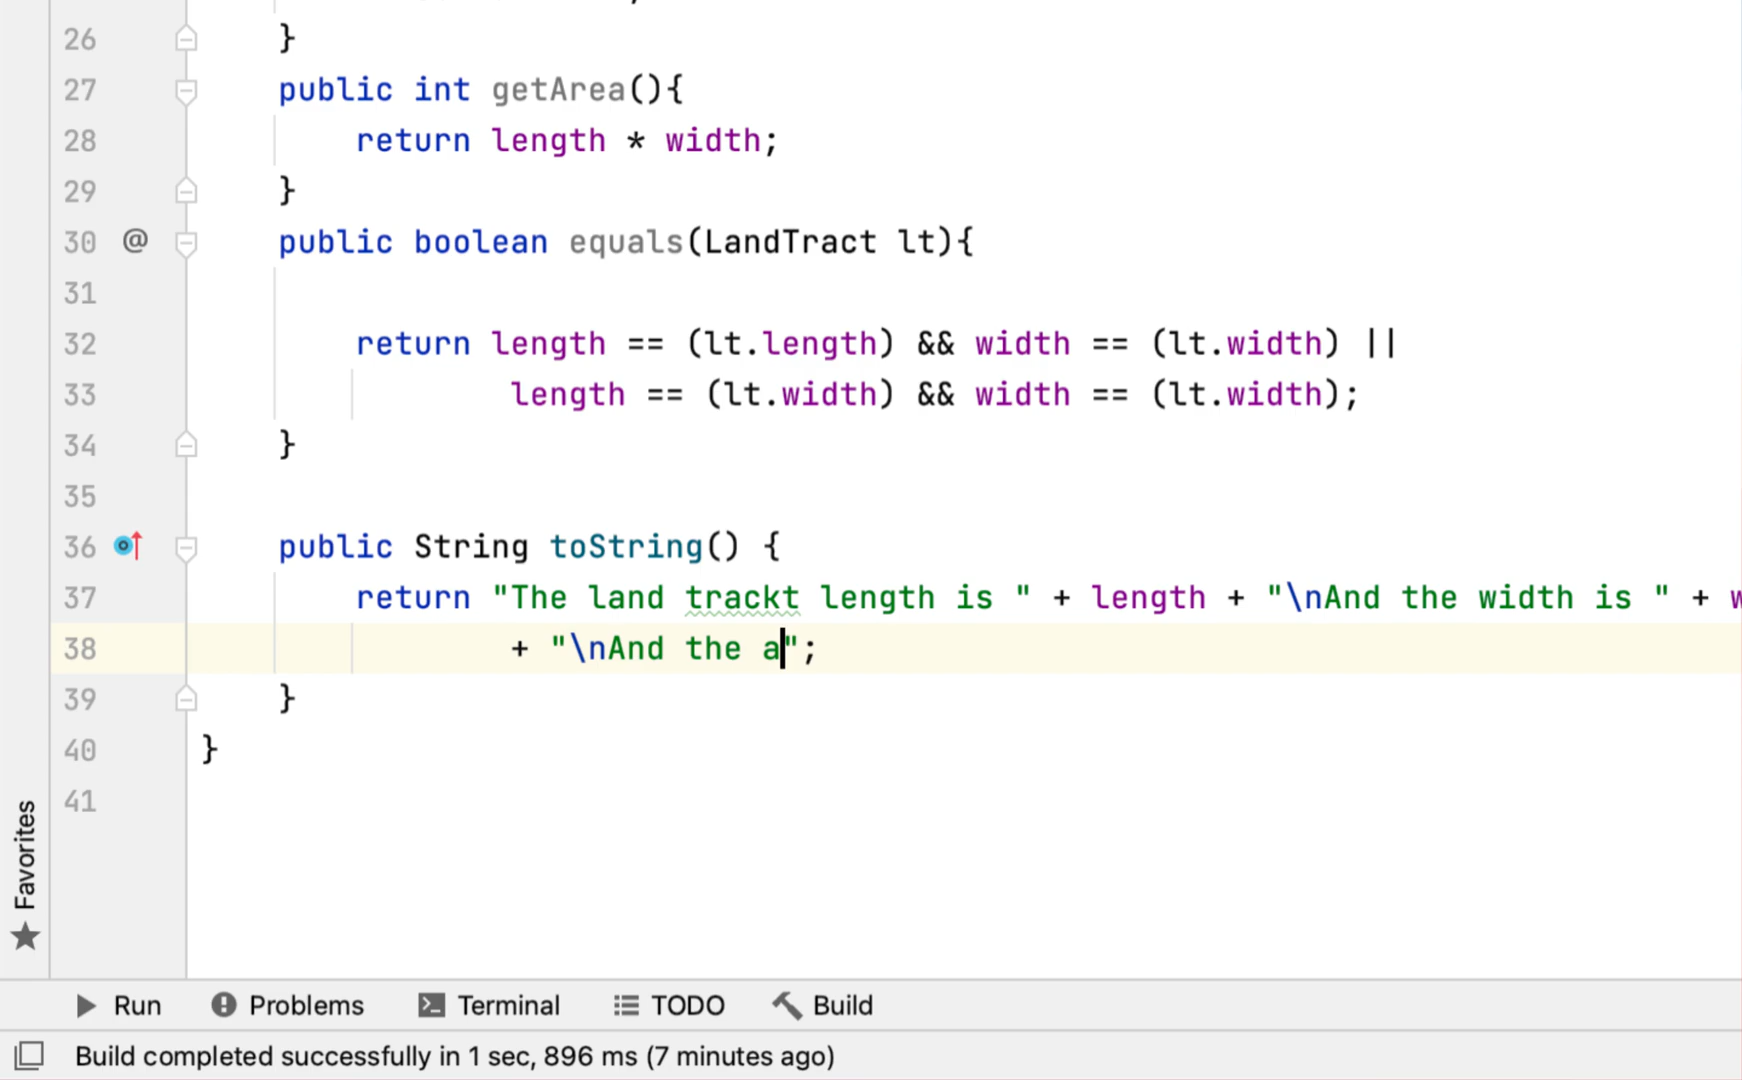 26 }
27 public int getArea(){
28 return length * width;
29 }
30 @ public boolean equals(LandTract lt){
31
32 return length == (lt.length) && width == (lt.width) ||
33 length == (lt.width) && width == (lt.width);
34 }
35
36 public String toString() {
37 return "The land trackt length is " + length + "\nAnd the width is " + w
38 + "\nAnd the a";
39 }
40 }
41
Favorites
Run Problems Terminal TODO Build
Build completed successfully in 1 sec, 896 ms (7 minutes ago)